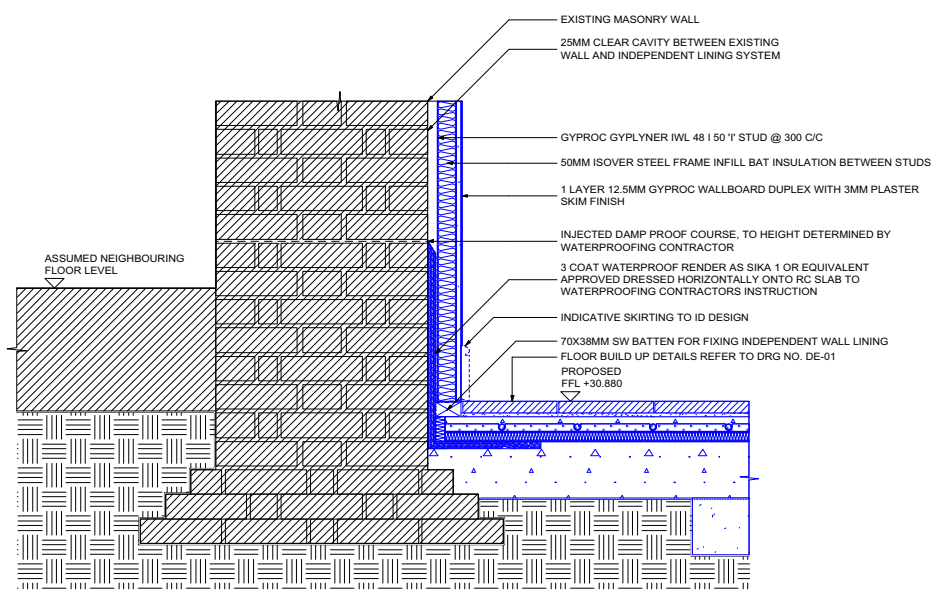 EXISTING MASONRY WALL
25MM CLEAR CAVITY BETWEEN EXISTING
WALL AND INDEPENDENT LINING SYSTEM
GYPROC GYPLYNER IWL 48 I 50 'I' STUD @ 300 C/C
50MM ISOVER STEEL FRAME INFILL BAT INSULATION BETWEEN STUDS
1 LAYER 12.5MM GYPROC WALLBOARD DUPLEX WITH 3MM PLASTER
SKIM FINISH
INJECTED DAMP PROOF COURSE, TO HEIGHT DETERMINED BY
WATERPROOFING CONTRACTOR
ASSUMED NEIGHBOURING
FLOOR LEVEL
3 COAT WATERPROOF RENDER AS SIKA 1 OR EQUIVALENT
APPROVED DRESSED HORIZONTALLY ONTO RC SLAB TO
WATERPROOFING CONTRACTORS INSTRUCTION
INDICATIVE SKIRTING TO ID DESIGN
70X38MM SW BATTEN FOR FIXING INDEPENDENT WALL LINING
FLOOR BUILD UP DETAILS REFER TO DRG NO. DE-01
PROPOSED
FFL +30.880